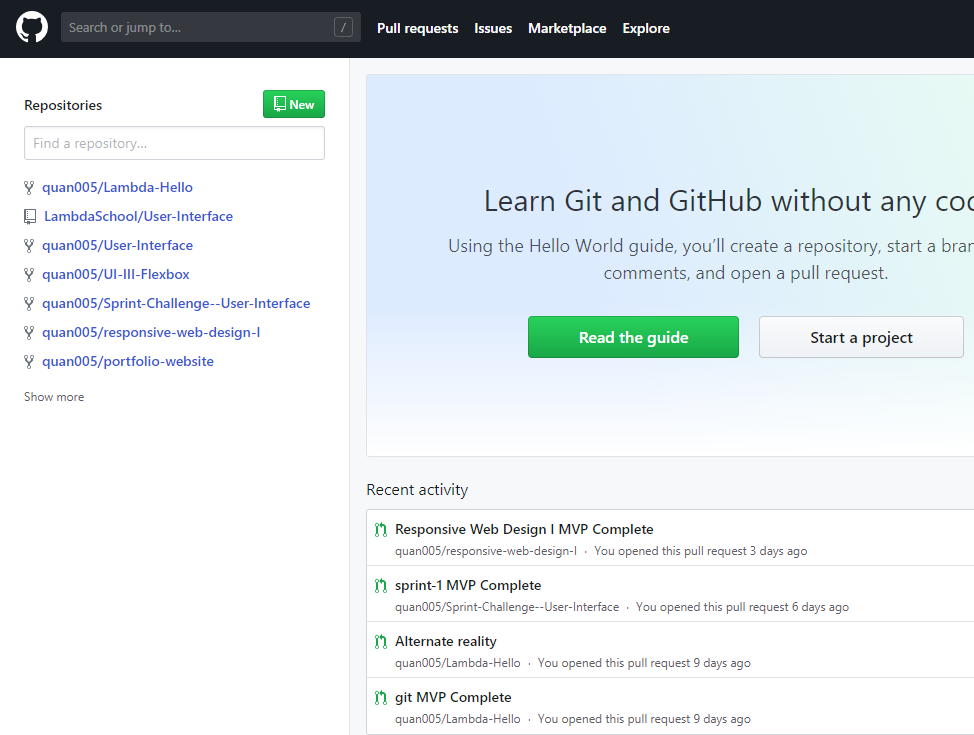 Search or jump to... /
Pull requests Issues Marketplace Explore
Repositories
New
Find a repository...
quan005/Lambda-Hello
LambdaSchool/User-Interface
quan005/User-Interface
quan005/UI-III-Flexbox
quan005/Sprint-Challenge--User-Interface
quan005/responsive-web-design-I
quan005/portfolio-website
Show more
Learn Git and GitHub without any
Using the Hello World guide, you’ll create a repository, start a
comments, and open a pull request.
Read the guide
Start a project
Recent activity
Responsive Web Design I MVP Complete
quan005/responsive-web-design-I · You opened this pull request 3 days ago
sprint-1 MVP Complete
quan005/Sprint-Challenge--User-Interface · You opened this pull request 6 days ago
Alternate reality
quan005/Lambda-Hello · You opened this pull request 9 days ago
git MVP Complete
quan005/Lambda-Hello · You opened this pull request 9 days ago